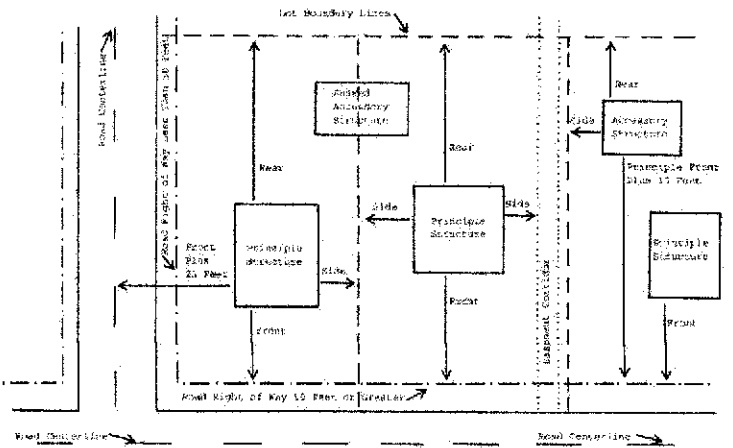 Lot Boundary Lines
Road Centerline
Road Right of Way Less Than 50 Feet
Rear
Shared
Accessory
Structure
Rear
Rear
Side
Accessory
Structure
Principle Front
Plus 10 Feet
Side
Principle
Structure
Side
Front
Plus
25 Feet
Principle
Structure
Side
Principle
Structure
Front
Front
Front
Easement Corridor
Road Right of Way 50 Feet or Greater
Road Centerline
Road Centerline